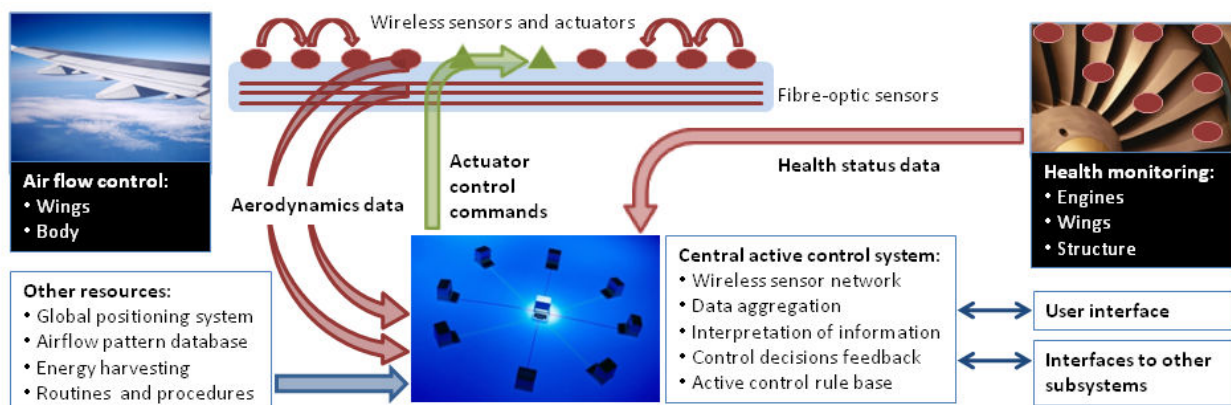 Wireless sensors and actuators
Fibre-optic sensors
Air flow control:
• Wings
• Body
Aerodynamics data
Actuator
control
commands
Health status data
Health monitoring:
• Engines
• Wings
• Structure
Other resources:
• Global positioning system
• Airflow pattern database
• Energy harvesting
• Routines and procedures
Central active control system:
• Wireless sensor network
• Data aggregation
• Interpretation of information
• Control decisions feedback
• Active control rule base
User interface
Interfaces to other
subsystems